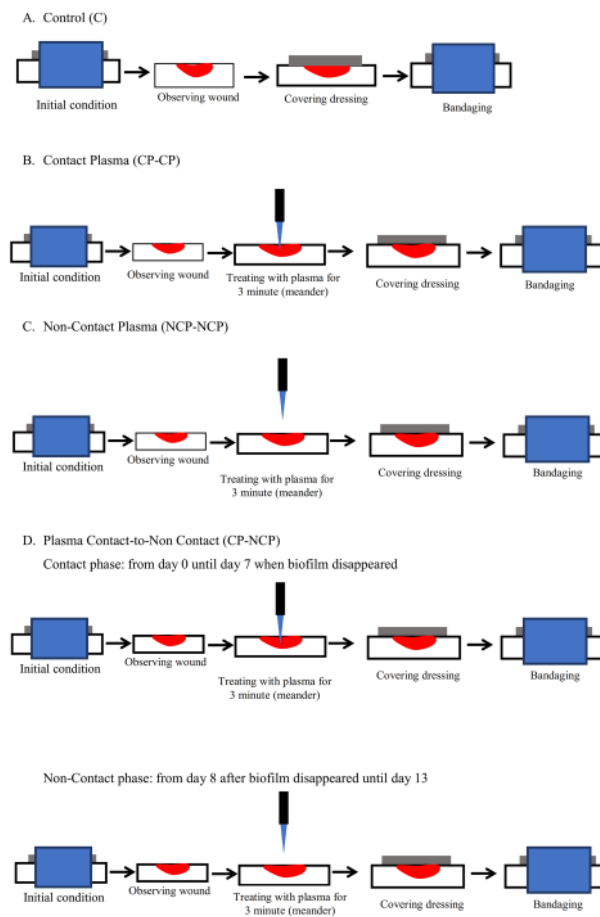 A. Control (C)
Initial condition
Observing wound
Covering dressing
Bandaging
B. Contact Plasma (CP-CP)
Initial condition
Observing wound
Treating with plasma for
3 minute (meander)
Covering dressing
Bandaging
C. Non-Contact Plasma (NCP-NCP)
Initial condition
Observing wound
Treating with plasma for
3 minute (meander)
Covering dressing
Bandaging
D. Plasma Contact-to-Non Contact (CP-NCP)
Contact phase: from day 0 until day 7 when biofilm disappeared
Initial condition
Observing wound
Treating with plasma for
3 minute (meander)
Covering dressing
Bandaging
Non-Contact phase: from day 8 after biofilm disappeared until day 13
Initial condition
Observing wound
Treating with plasma for
3 minute (meander)
Covering dressing
Bandaging